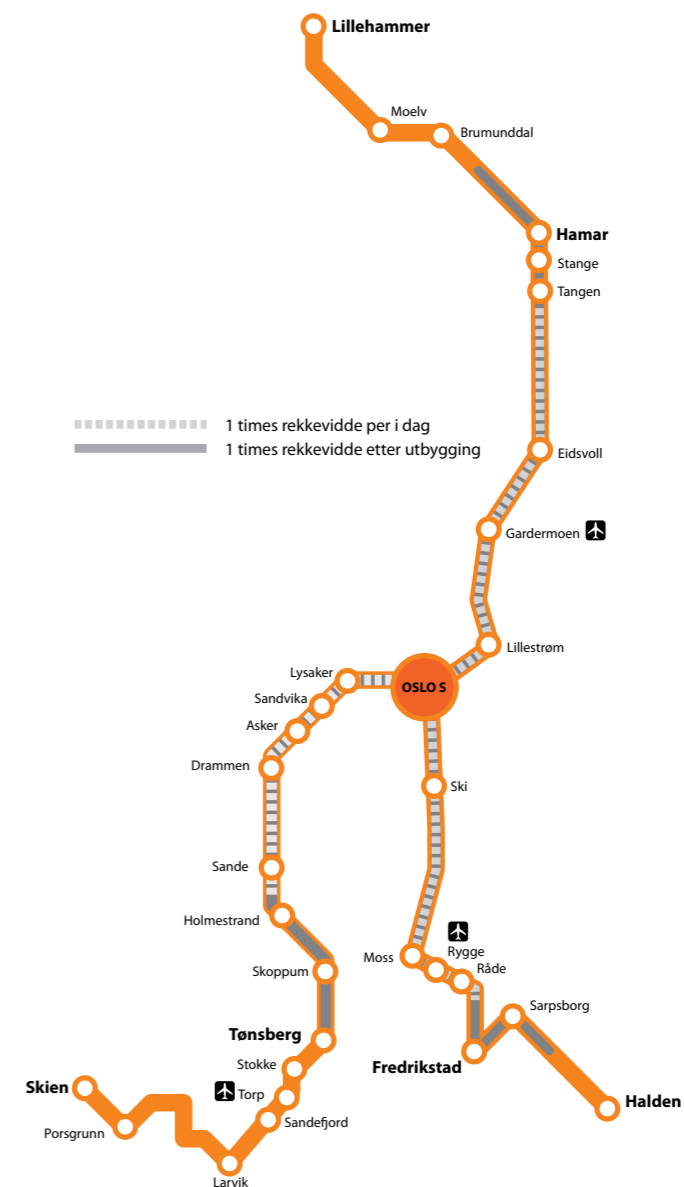 Lillehammer
Moelv
Brumunddal
Hamar
Stange
Tangen
1 times rekkevidde per i dag
1 times rekkevidde etter utbygging
Eidsvoll
Gardermoen
Lillestrøm
Lysaker
OSLO S
Sandvika
Asker
Drammen
Ski
Sande
Holmestrand
Moss
Rygge
Råde
Skoppum
Sarpsborg
Tønsberg
Stokke
Fredrikstad
Skien
Torp
Halden
Sandefjord
Porsgrunn
Larvik